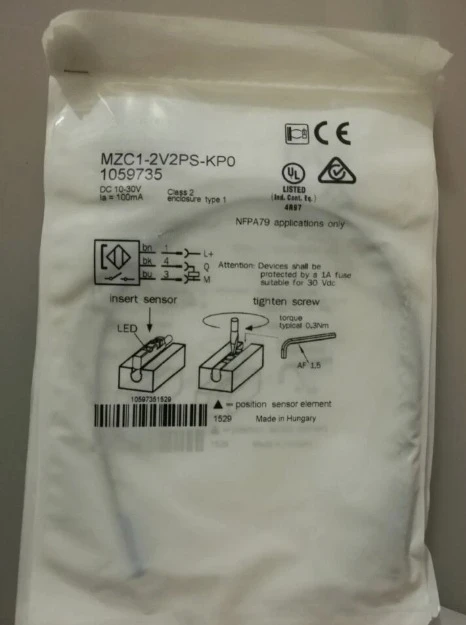 CE
MZC1-2V2PS-KP0
1059735
DC 10-30V
Ia = 100mA
Class 2
enclosure type 1
UL
LISTED
(Ind. Cont. Eq.)
4R87
NFPA79 applications only
bn 1 L+
bk 4 Q
bu 3 M
Attention: Devices shall be
protected by a 1A fuse
suitable for 30 Vdc
insert sensor
tighten screw
LED
torque
typical 0,3Nm
AF 1,5
10597351529
▲ = position sensor element
1529 Made in Hungary